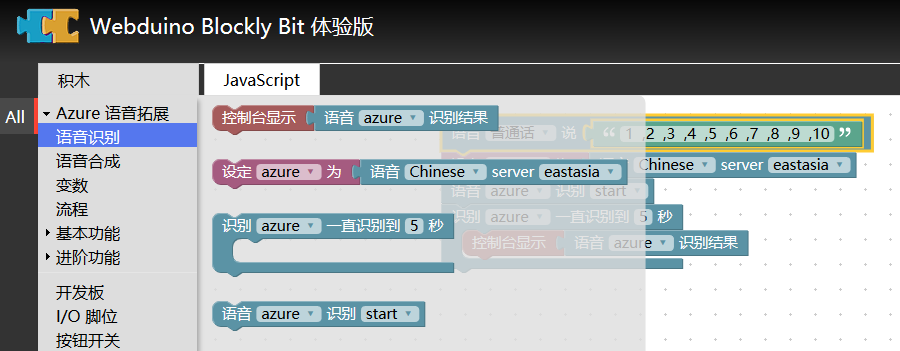 Webduino Blockly Bit 体验版
积木 JavaScript
All
Azure 语音拓展
语音识别
语音合成
变数
流程
基本功能
进阶功能
开发板
I/O 脚位
按钮开关
控制台显示 语音 azure 识别结果
设定 azure 为 语音 Chinese server eastasia
识别 azure 一直识别到 5 秒
语音 azure 识别 start
语音 普通话 说 “ 1 ,2 ,3 ,4 ,5 ,6 ,7 ,8 ,9 ,10 ”
Chinese server eastasia
语音 azure 识别 start
识别 azure 一直识别到 5 秒
控制台显示 语音 azure 识别结果